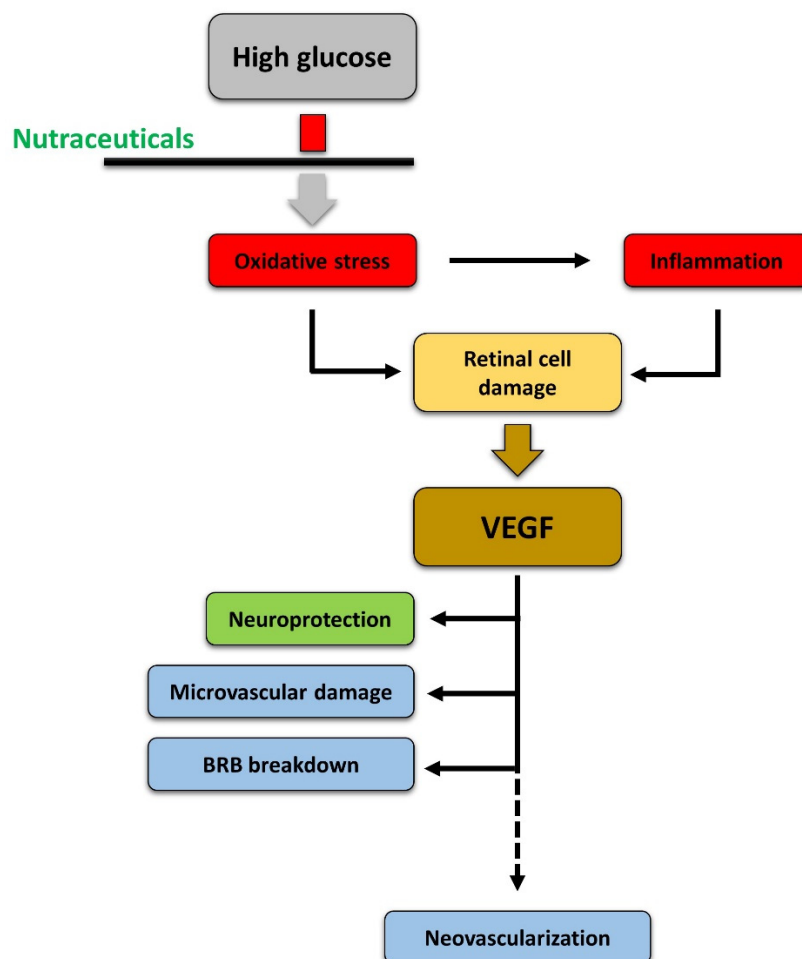 High glucose
Nutraceuticals
Oxidative stress
Inflammation
Retinal cell
damage
VEGF
Neuroprotection
Microvascular damage
BRB breakdown
Neovascularization